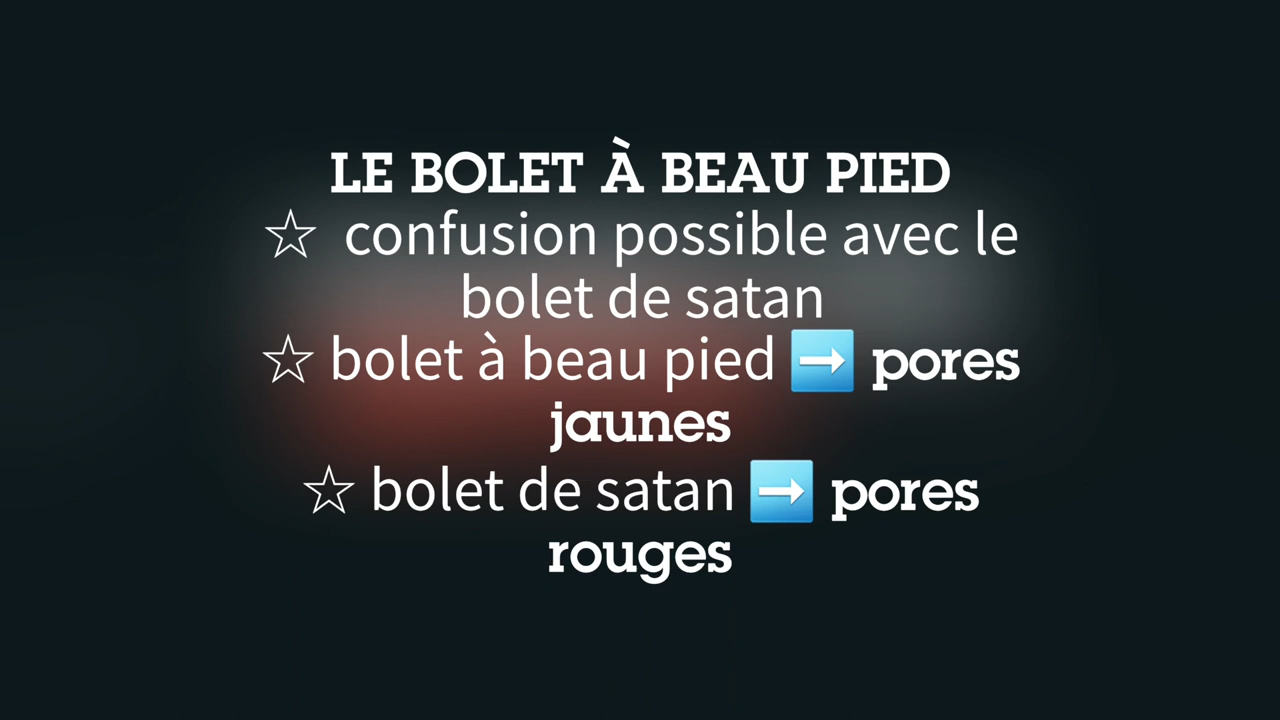 LE BOLET À BEAU PIED
☆ confusion possible avec le
bolet de satan
☆ bolet à beau pied ➡️ pores
jaunes
☆ bolet de satan ➡️ pores
rouges